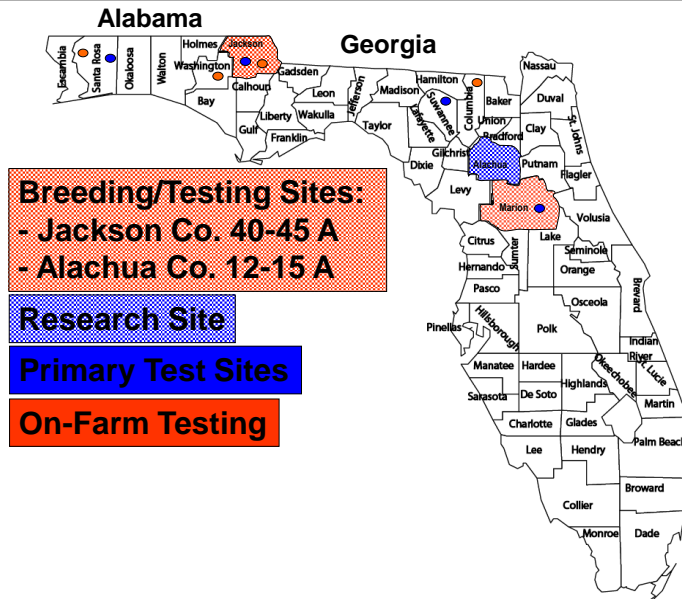 Alabama
Georgia
Escambia
Santa Rosa
Okaloosa
Walton
Holmes
Jackson
Washington
Bay
Calhoun
Gadsden
Gulf
Liberty
Franklin
Leon
Wakulla
Jefferson
Madison
Taylor
Hamilton
Suwannee
Lafayette
Columbia
Baker
Nassau
Duval
Union
Bradford
Clay
St. Johns
Dixie
Gilchrist
Alachua
Putnam
Flagler
Levy
Marion
Volusia
Citrus
Sumter
Lake
Seminole
Hernando
Orange
Pasco
Brevard
Osceola
Pinellas
Hillsborough
Polk
Indian
River
Manatee
Hardee
Okeechobee
St. Lucie
Highlands
Sarasota
De Soto
Martin
Charlotte
Glades
Palm Beach
Lee
Hendry
Broward
Collier
Monroe
Dade
Breeding/Testing Sites:
- Jackson Co. 40-45 A
- Alachua Co. 12-15 A
Research Site
Primary Test Sites
On-Farm Testing